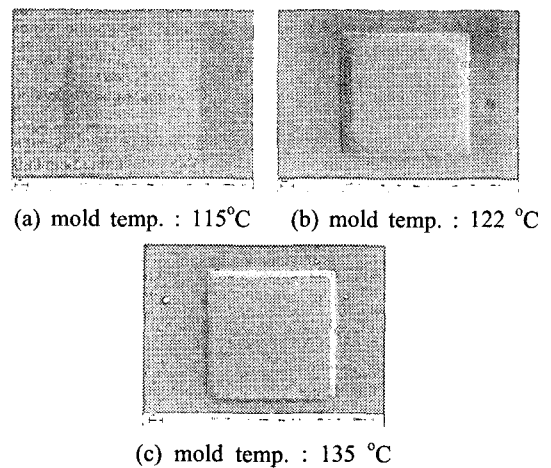 (a) mold temp. : 115°C
(b) mold temp. : 122 °C
(c) mold temp. : 135 °C